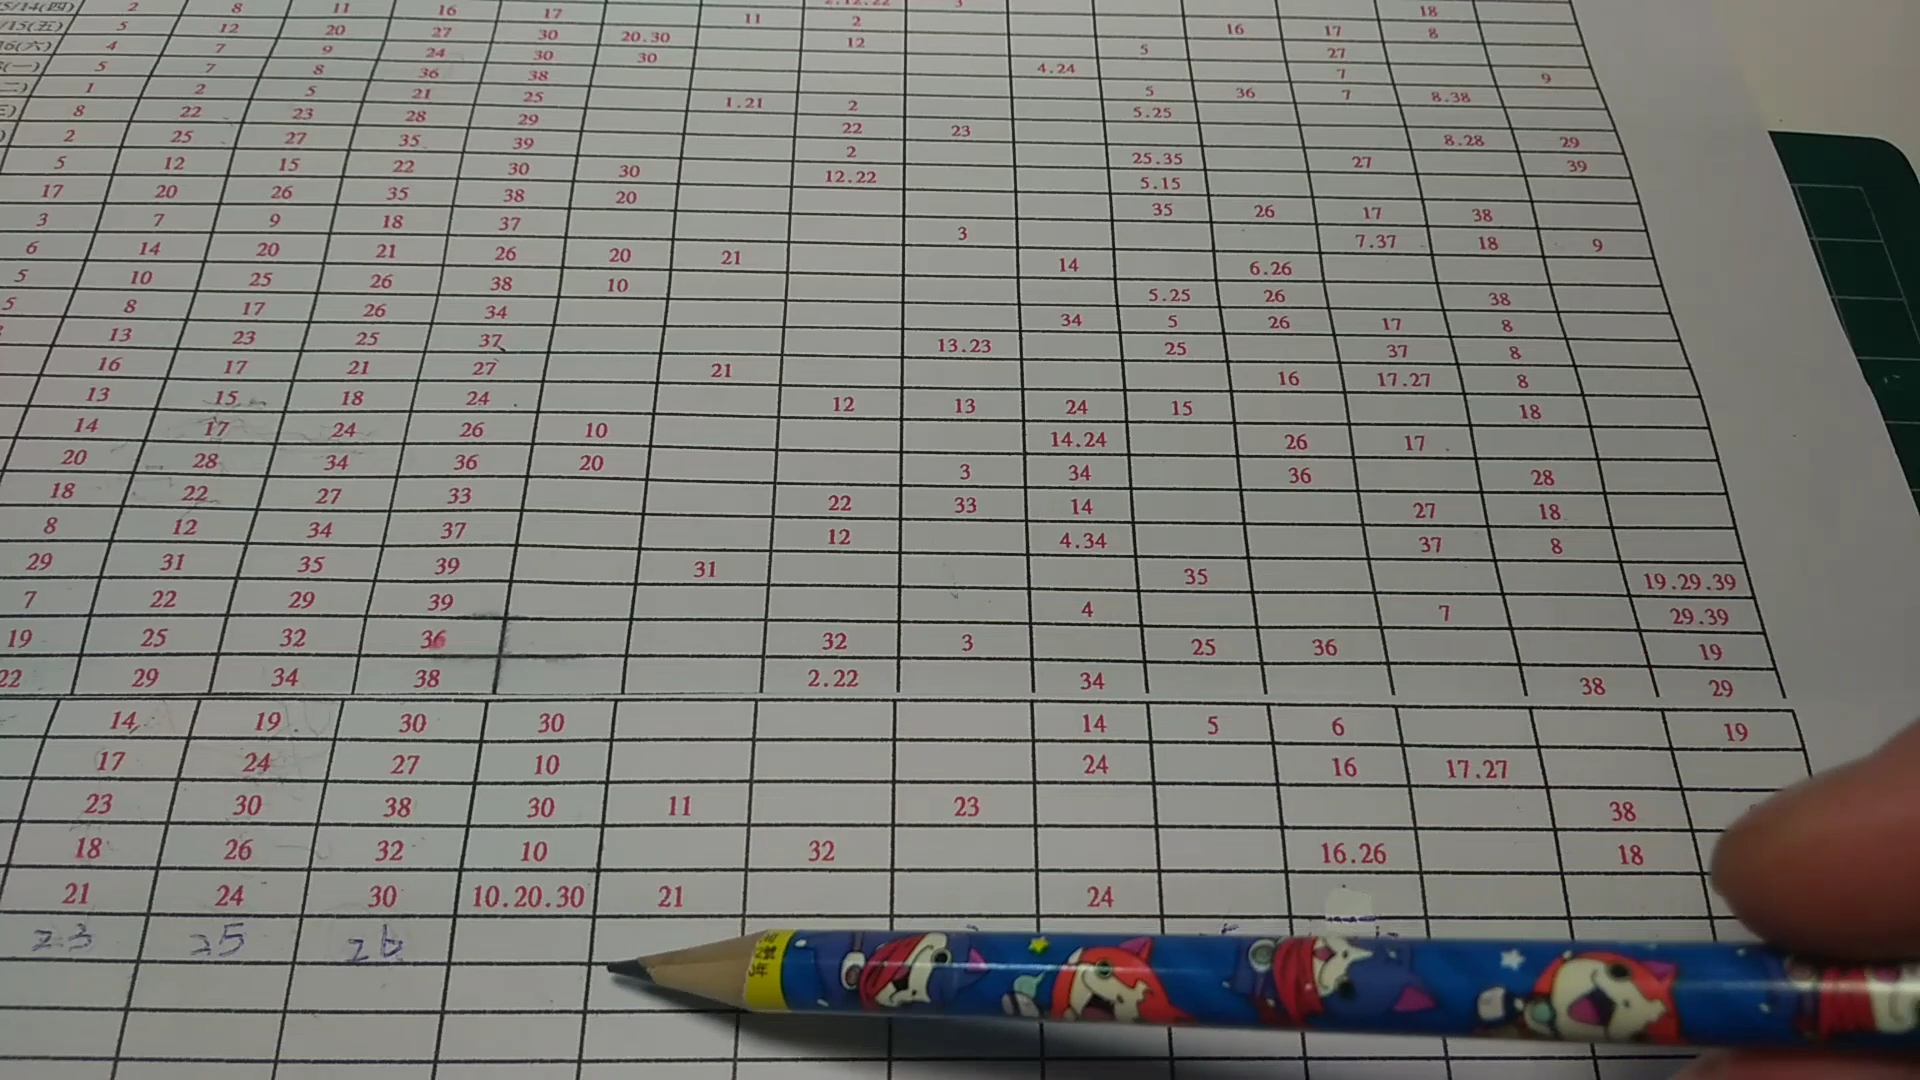 5/14(四) 2 8 11 16 17 11 2.12.22 3 16 17 18
/15(五) 5 12 20 27 30 20.30 2 5 27 8
16(六) 4 7 9 24 30 30 12 4.24 7 9
(一) 5 7 8 36 38 5 36 7 8.38
二) 1 2 5 21 25 1.21 2 5.25
三) 8 22 23 28 29 22 23 8.28 29
) 2 25 27 35 39 2 25.35 27 39
5 12 15 22 30 30 12.22 5.15
17 20 26 35 38 20 35 26 17 38
3 7 9 18 37 3 7.37 18 9
6 14 20 21 26 20 21 14 6.26
5 10 25 26 38 10 5.25 26 38
5 8 17 26 34 34 5 26 17 8
13 23 25 37 13.23 25 37 8
16 17 21 27 21 16 17.27 8
13 15 18 24 12 13 24 15 18
14 17 24 26 10 14.24 26 17
20 28 34 36 20 3 34 36 28
18 22 27 33 22 33 14 27 18
8 12 34 37 12 4.34 37 8
29 31 35 39 31 35 19.29.39
7 22 29 39 4 7 29.39
19 25 32 36 32 3 25 36 19
22 29 34 38 2.22 34 38 29
14 19 30 30 14 5 6 19
17 24 27 10 24 16 17.27
23 30 38 30 11 23 38
18 26 32 10 32 16.26 18
21 24 30 10.20.30 21 24
23 25 26